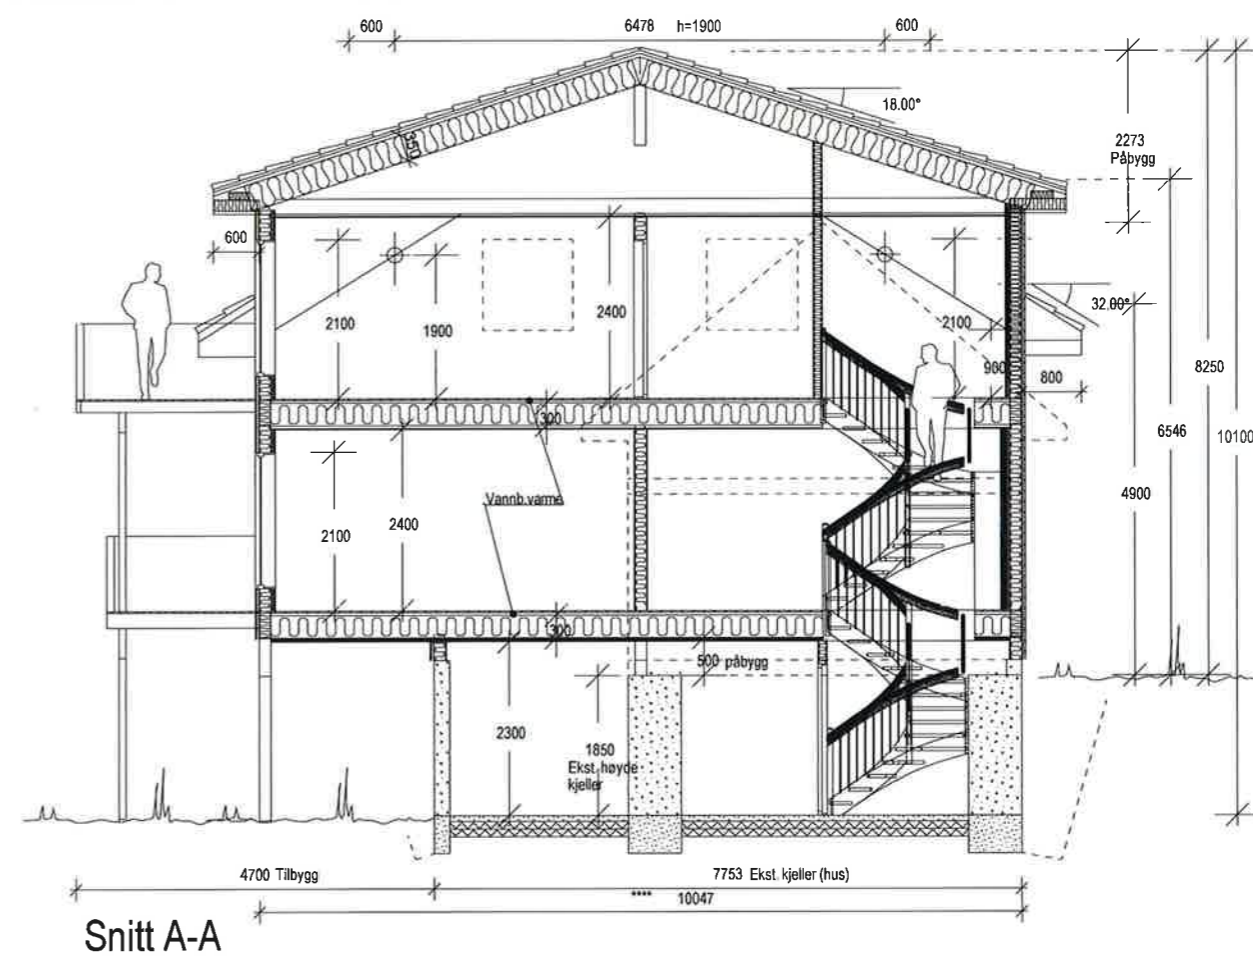 600
6478 h=1900
600
18.00°
2273
Påbygg
350
600
2100
1900
2400
2100
900
800
32.00°
8250
6546
10100
4900
300
Vannb.varme
2100
2400
300
500 påbygg
2300
1850
Ekst. høyde
kjeller
4700 Tilbygg
7753 Ekst. kjeller (hus)
**** 10047
Snitt A-A